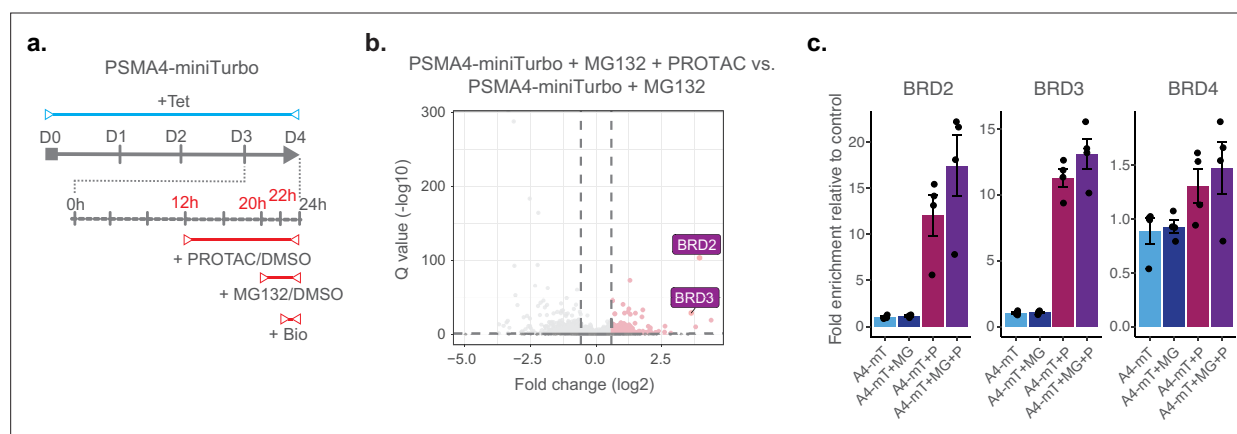 a.
PSMA4-miniTurbo
+Tet
D0 D1 D2 D3 D4
0h 12h 20h 22h 24h
+ PROTAC/DMSO
+ MG132/DMSO
+ Bio
b.
PSMA4-miniTurbo + MG132 + PROTAC vs.
PSMA4-miniTurbo + MG132
Q value (-log10)
300
200
100
0
BRD2
BRD3
−5.0 −2.5 0.0 2.5
Fold change (log2)
c.
Fold enrichment relative to control
BRD2
20
15
10
5
0
A4-mT
A4-mT+MG
A4-mT+P
A4-mT+MG+P
BRD3
15
10
5
0
A4-mT
A4-mT+MG
A4-mT+P
A4-mT+MG+P
BRD4
1.5
1.0
0.5
0.0
A4-mT
A4-mT+MG
A4-mT+P
A4-mT+MG+P